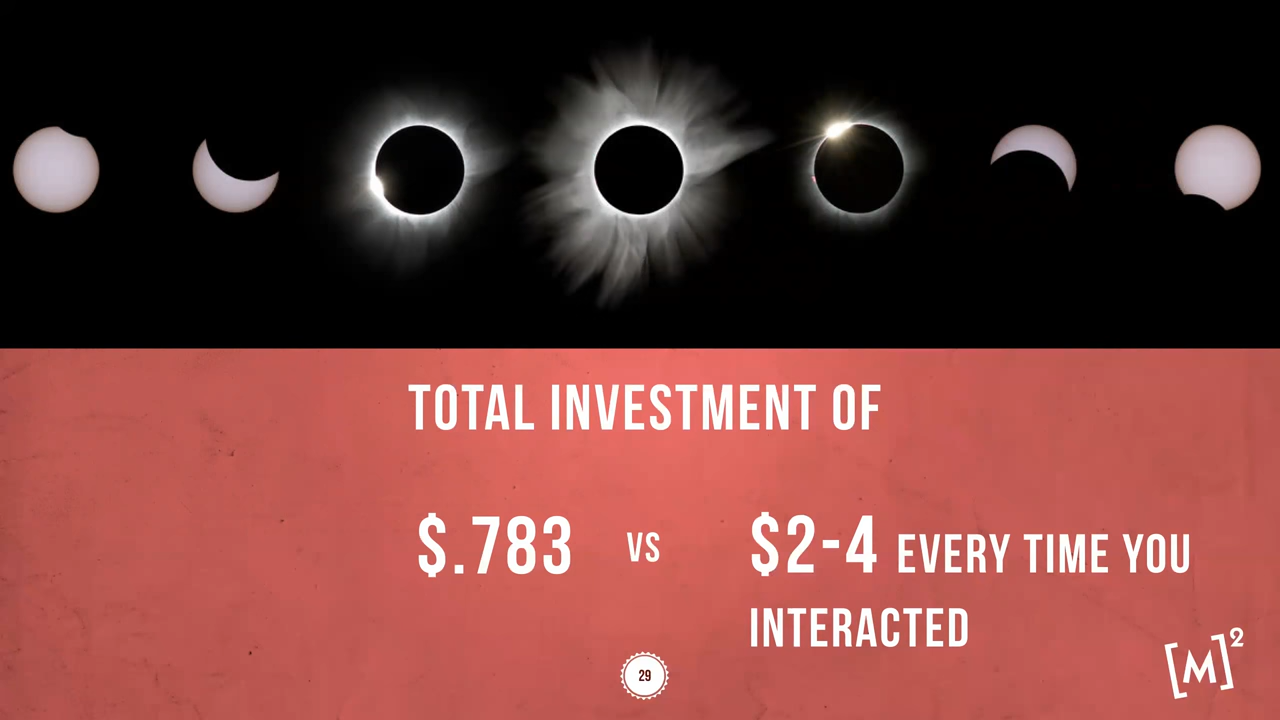 TOTAL INVESTMENT OF
$.783 VS $2-4 EVERY TIME YOU
INTERACTED
29
[M]2